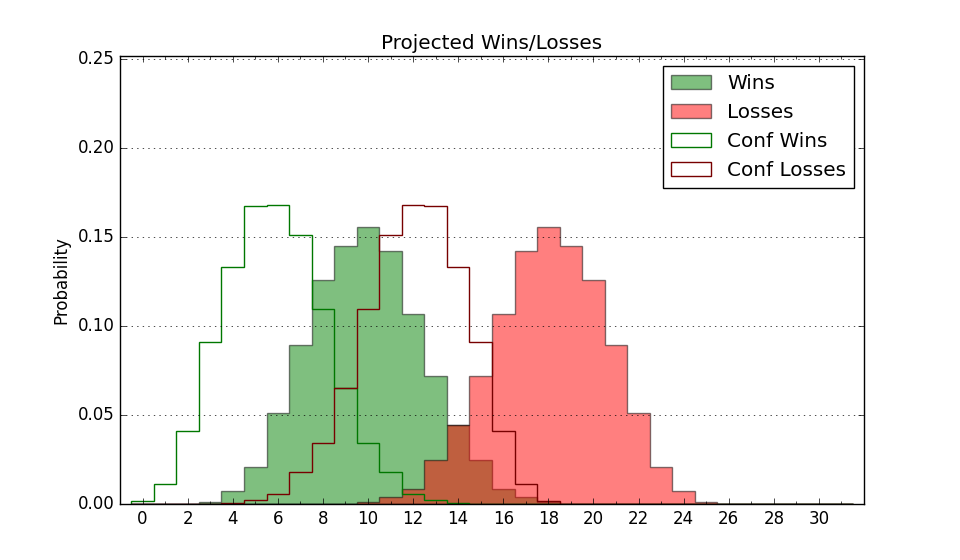 Projected Wins/Losses
0.25
0.20
0.15
0.10
0.05
0.00
Probability
Wins
Losses
Conf Wins
Conf Losses
0 2 4 6 8 10 12 14 16 18 20 22 24 26 28 30